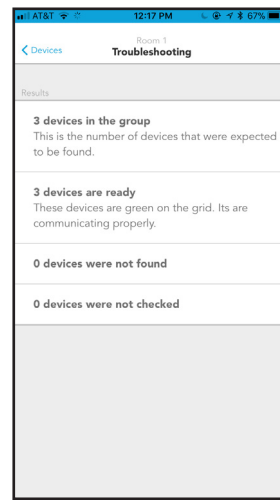 AT&T 12:17 PM 67%
Room 1
Devices Troubleshooting
Results
3 devices in the group
This is the number of devices that were expected
to be found.
3 devices are ready
These devices are green on the grid. Its are
communicating properly.
0 devices were not found
0 devices were not checked